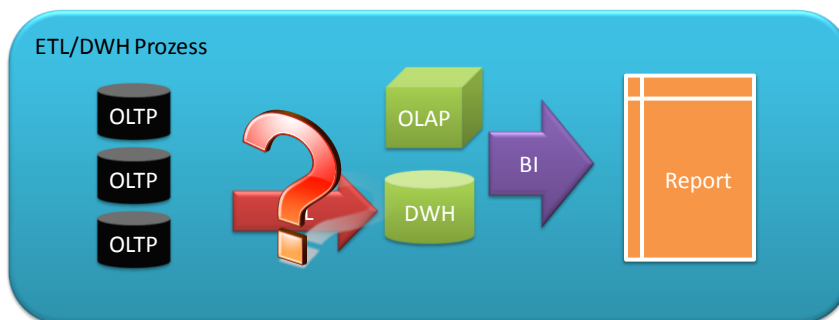 ETL/DWH Prozess
OLTP
OLTP
OLTP
OLAP
DWH
BI
Report